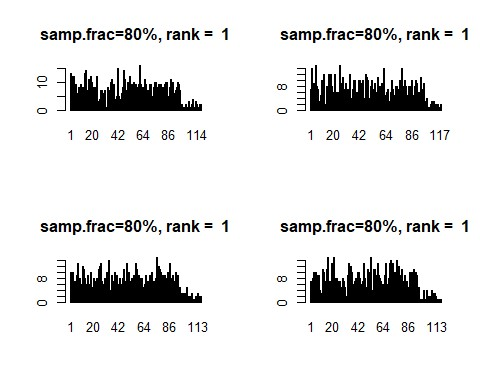 samp.frac=80%, rank = 1
10
0
1 20 42 64 86 114
samp.frac=80%, rank = 1
8
0
1 20 42 64 86 117
samp.frac=80%, rank = 1
8
0
1 20 42 64 86 113
samp.frac=80%, rank = 1
8
0
1 20 42 64 86 113